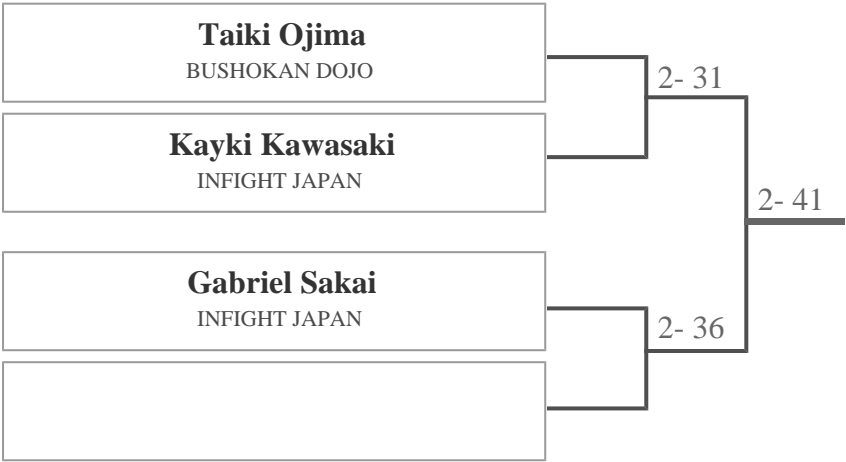 Taiki Ojima
BUSHOKAN DOJO
2- 31
Kayki Kawasaki
INFIGHT JAPAN
2- 41
Gabriel Sakai
INFIGHT JAPAN
2- 36